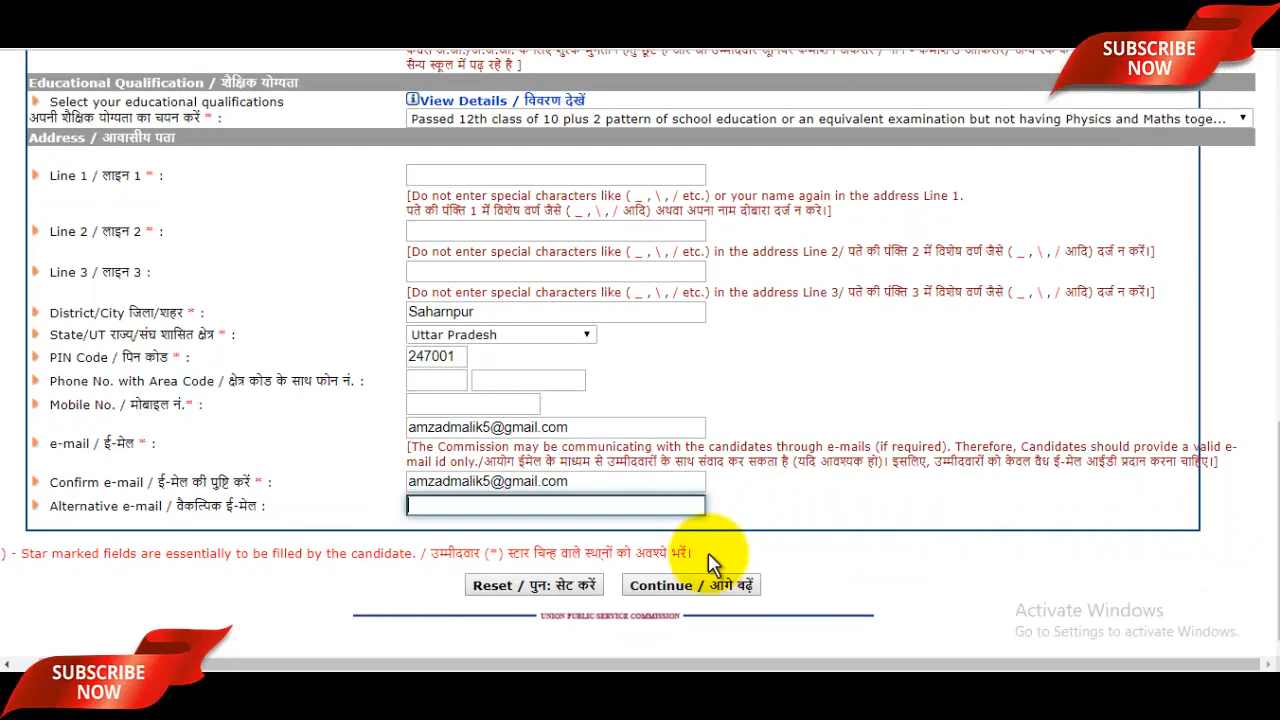 SUBSCRIBE
NOW
सैन्य स्कूल में पढ़ रहे है ]
Educational Qualification / शैक्षिक योग्यता
Select your educational qualifications
अपनी शैक्षिक योग्यता का चयन करें * :
View Details / विवरण देखें
Passed 12th class of 10 plus 2 pattern of school education or an equivalent examination but not having Physics and Maths toge...
Address / आवासीय पता
Line 1 / लाइन 1 * :
[Do not enter special characters like ( _ , \ , / etc.) or your name again in the address Line 1.
पते की पंक्ति 1 में विशेष वर्ण जैसे ( _ , \ , / आदि) अथवा अपना नाम दोबारा दर्ज न करे।]
Line 2 / लाइन 2 * :
[Do not enter special characters like ( _ , \ , / etc.) in the address Line 2/ पते की पंक्ति 2 में विशेष वर्ण जैसे ( _ , \ , / आदि) दर्ज न करें।]
Line 3 / लाइन 3 :
[Do not enter special characters like ( _ , \ , / etc.) in the address Line 3/ पते की पंक्ति 3 में विशेष वर्ण जैसे ( _ , \ , / आदि) दर्ज न करें।]
District/City जिला/शहर * : Saharnpur
State/UT राज्य/संघ शासित क्षेत्र * : Uttar Pradesh
PIN Code / पिन कोड * : 247001
Phone No. with Area Code / क्षेत्र कोड के साथ फोन नं. :
Mobile No. / मोबाइल नं.* :
amzadmalik5@gmail.com
e-mail / ई-मेल * :
[The Commission may be communicating with the candidates through e-mails (if required). Therefore, Candidates should provide a valid e-
mail id only./आयोग ईमेल के माध्यम से उम्मीदवारों के साथ संवाद कर सकता है (यदि आवश्यक हो)। इसलिए, उम्मीदवारों को केवल वैध ई-मेल आईडी प्रदान करना चाहिए।]
Confirm e-mail / ई-मेल की पुष्टि करें * : amzadmalik5@gmail.com
Alternative e-mail / वैकल्पिक ई-मेल :
) - Star marked fields are essentially to be filled by the candidate. / उम्मीदवार (*) स्टार चिन्ह वाले स्थानों को अवश्ये भरें।
Reset / पुन: सेट करें Continue / आगे बढ़ें
UNION PUBLIC SERVICE COMMISSION
Activate Windows
Go to Settings to activate Windows.
SUBSCRIBE
NOW